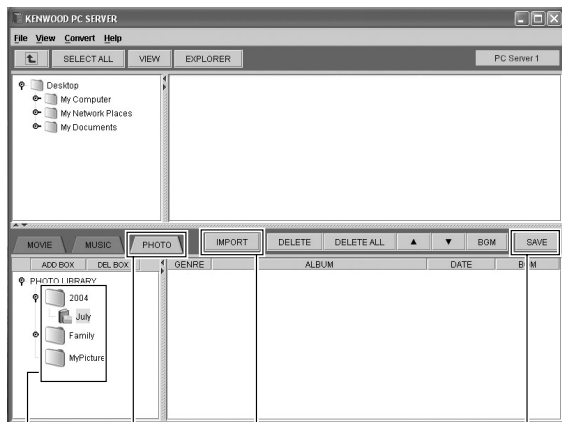 KENWOOD PC SERVER
File View Convert Help
SELECT ALL VIEW EXPLORER PC Server 1
Desktop
My Computer
My Network Places
My Documents
MOVIE MUSIC PHOTO IMPORT DELETE DELETE ALL ▲ ▼ BGM SAVE
ADD BOX DEL BOX GENRE ALBUM DATE BGM
PHOTO LIBRARY
2004
July
Family
MyPicture